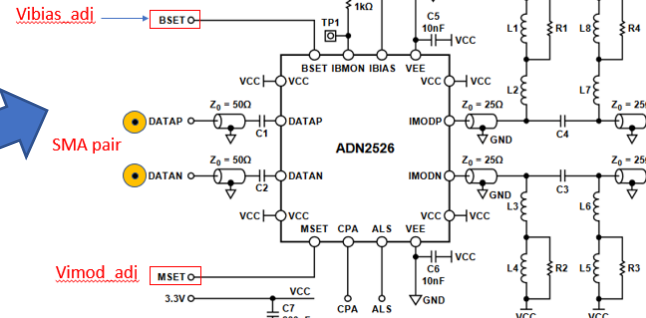 Vibias_adj
BSET
TP1
1kΩ
C5
10nF
VCC
L1
R1
L8
R4
BSET IBMON IBIAS VEE
VCC
VCC
VCC
VCC
L2
L7
Z0 = 50Ω
Z0 = 25Ω
Z0 = 25
DATAP
C1
DATAP
IMODP
GND
C4
SMA pair
ADN2526
Z0 = 50Ω
Z0 = 25Ω
Z0 = 25
DATAN
C2
DATAN
IMODN
GND
C3
L3
L6
VCC
VCC
VCC
VCC
MSET CPA ALS VEE
Vimod_adj
MSET
C6
10nF
VCC
L4
R2
L5
R3
3.3V
VCC
C7
CPA
ALS
GND
VCC
VCC